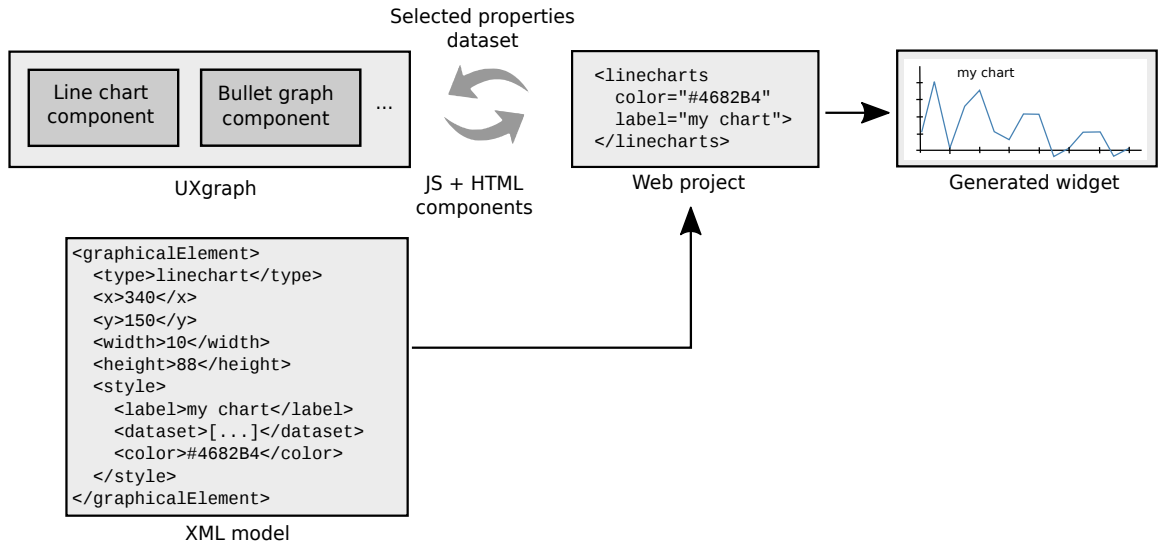 Selected properties
dataset
Line chart
component
Bullet graph
component
...
UXgraph
JS + HTML
components
<linecharts
color="#4682B4"
label="my chart">
</linecharts>
Web project
my chart
Generated widget
<graphicalElement>
<type>linechart</type>
<x>340</x>
<y>150</y>
<width>10</width>
<height>88</height>
<style>
<label>my chart</label>
<dataset>[...]</dataset>
<color>#4682B4</color>
</style>
</graphicalElement>
XML model